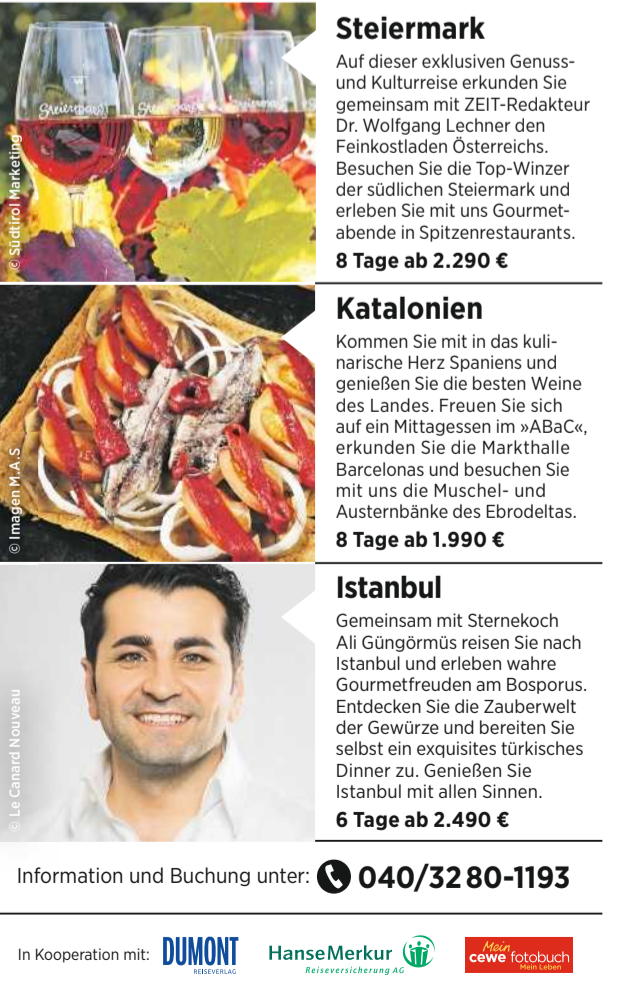 Steiermark
Auf dieser exklusiven Genuss-
und Kulturreise erkunden Sie
gemeinsam mit ZEIT-Redakteur
Dr. Wolfgang Lechner den
Feinkostladen Österreichs.
Besuchen Sie die Top-Winzer
der südlichen Steiermark und
erleben Sie mit uns Gourmet-
abende in Spitzenrestaurants.
8 Tage ab 2.290 €
© Südtirol Marketing
Katalonien
Kommen Sie mit in das kuli-
narische Herz Spaniens und
genießen Sie die besten Weine
des Landes. Freuen Sie sich
auf ein Mittagessen im »ABaC«,
erkunden Sie die Markthalle
Barcelonas und besuchen Sie
mit uns die Muschel- und
Austernbänke des Ebrodeltas.
8 Tage ab 1.990 €
© Imagen M.A.S
Istanbul
Gemeinsam mit Sternekoch
Ali Güngörmüs reisen Sie nach
Istanbul und erleben wahre
Gourmetfreuden am Bosporus.
Entdecken Sie die Zauberwelt
der Gewürze und bereiten Sie
selbst ein exquisites türkisches
Dinner zu. Genießen Sie
Istanbul mit allen Sinnen.
6 Tage ab 2.490 €
© Le Canard Nouveau
Information und Buchung unter: 040/32 80-1193
In Kooperation mit:
DUMONT
REISEVERLAG
HanseMerkur
Reiseversicherung AG
Mein
cewe fotobuch
Mein Leben